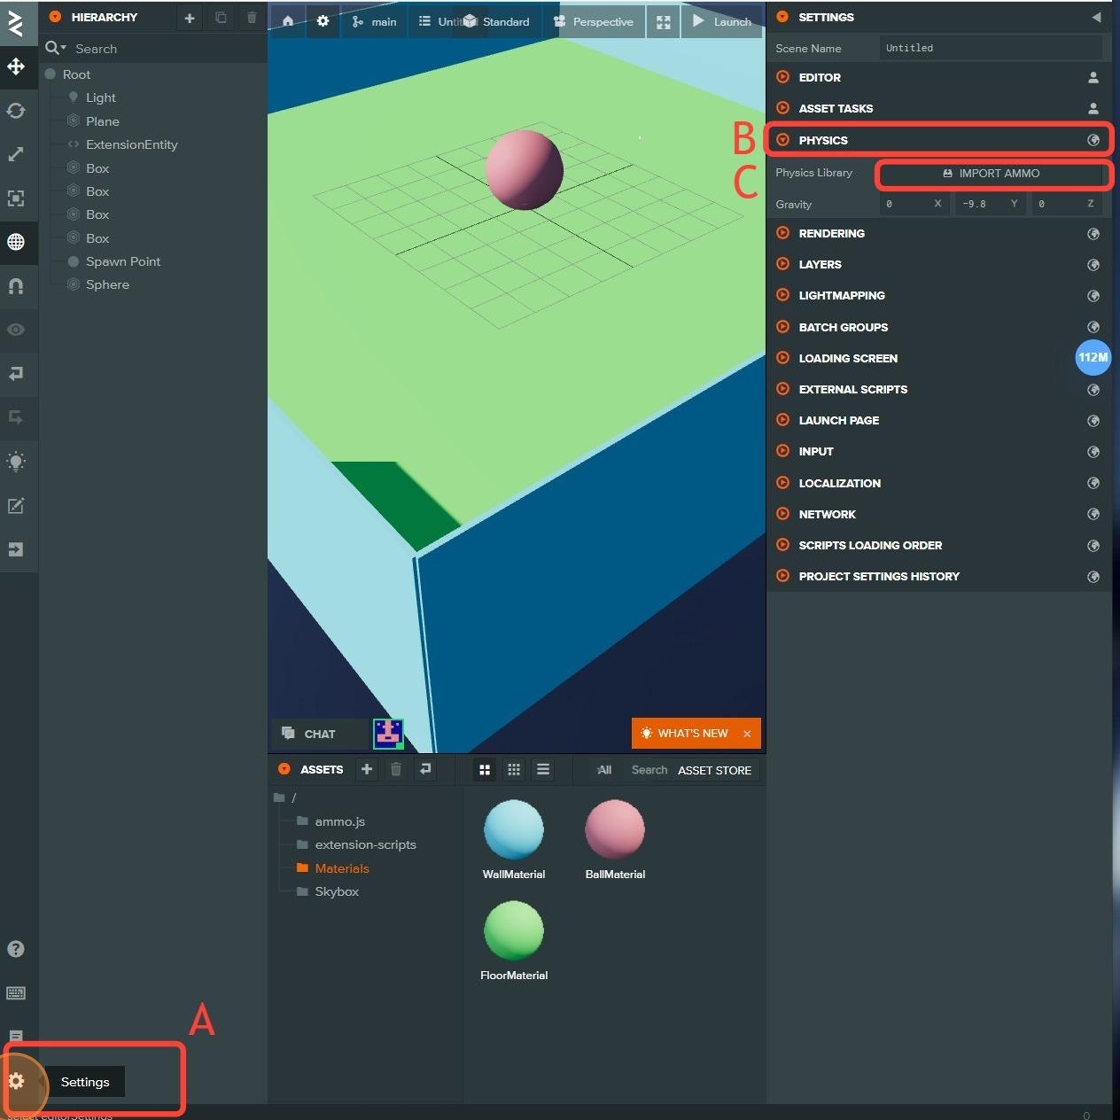 HIERARCHY
Search
Root
Light
Plane
ExtensionEntity
Box
Box
Box
Box
Spawn Point
Sphere
main
Standard
Perspective
Launch
SETTINGS
Scene Name
Untitled
EDITOR
ASSET TASKS
B
PHYSICS
C
Physics Library
IMPORT AMMO
Gravity
0 X
-9.8 Y
0 Z
RENDERING
LAYERS
LIGHTMAPPING
BATCH GROUPS
LOADING SCREEN
112M
EXTERNAL SCRIPTS
LAUNCH PAGE
INPUT
LOCALIZATION
NETWORK
SCRIPTS LOADING ORDER
PROJECT SETTINGS HISTORY
CHAT
WHAT'S NEW
ASSETS
All
Search
ASSET STORE
/
ammo.js
extension-scripts
Materials
Skybox
WallMaterial
BallMaterial
FloorMaterial
A
Settings
0